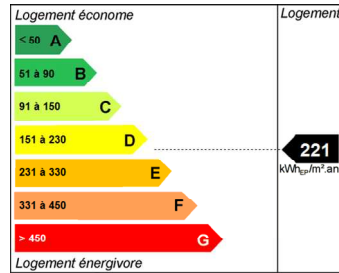 Logement économe
Logement
< 50 A
51 à 90 B
91 à 150 C
151 à 230 D
221
kWhEP/m².an
231 à 330 E
331 à 450 F
> 450 G
Logement énergivore